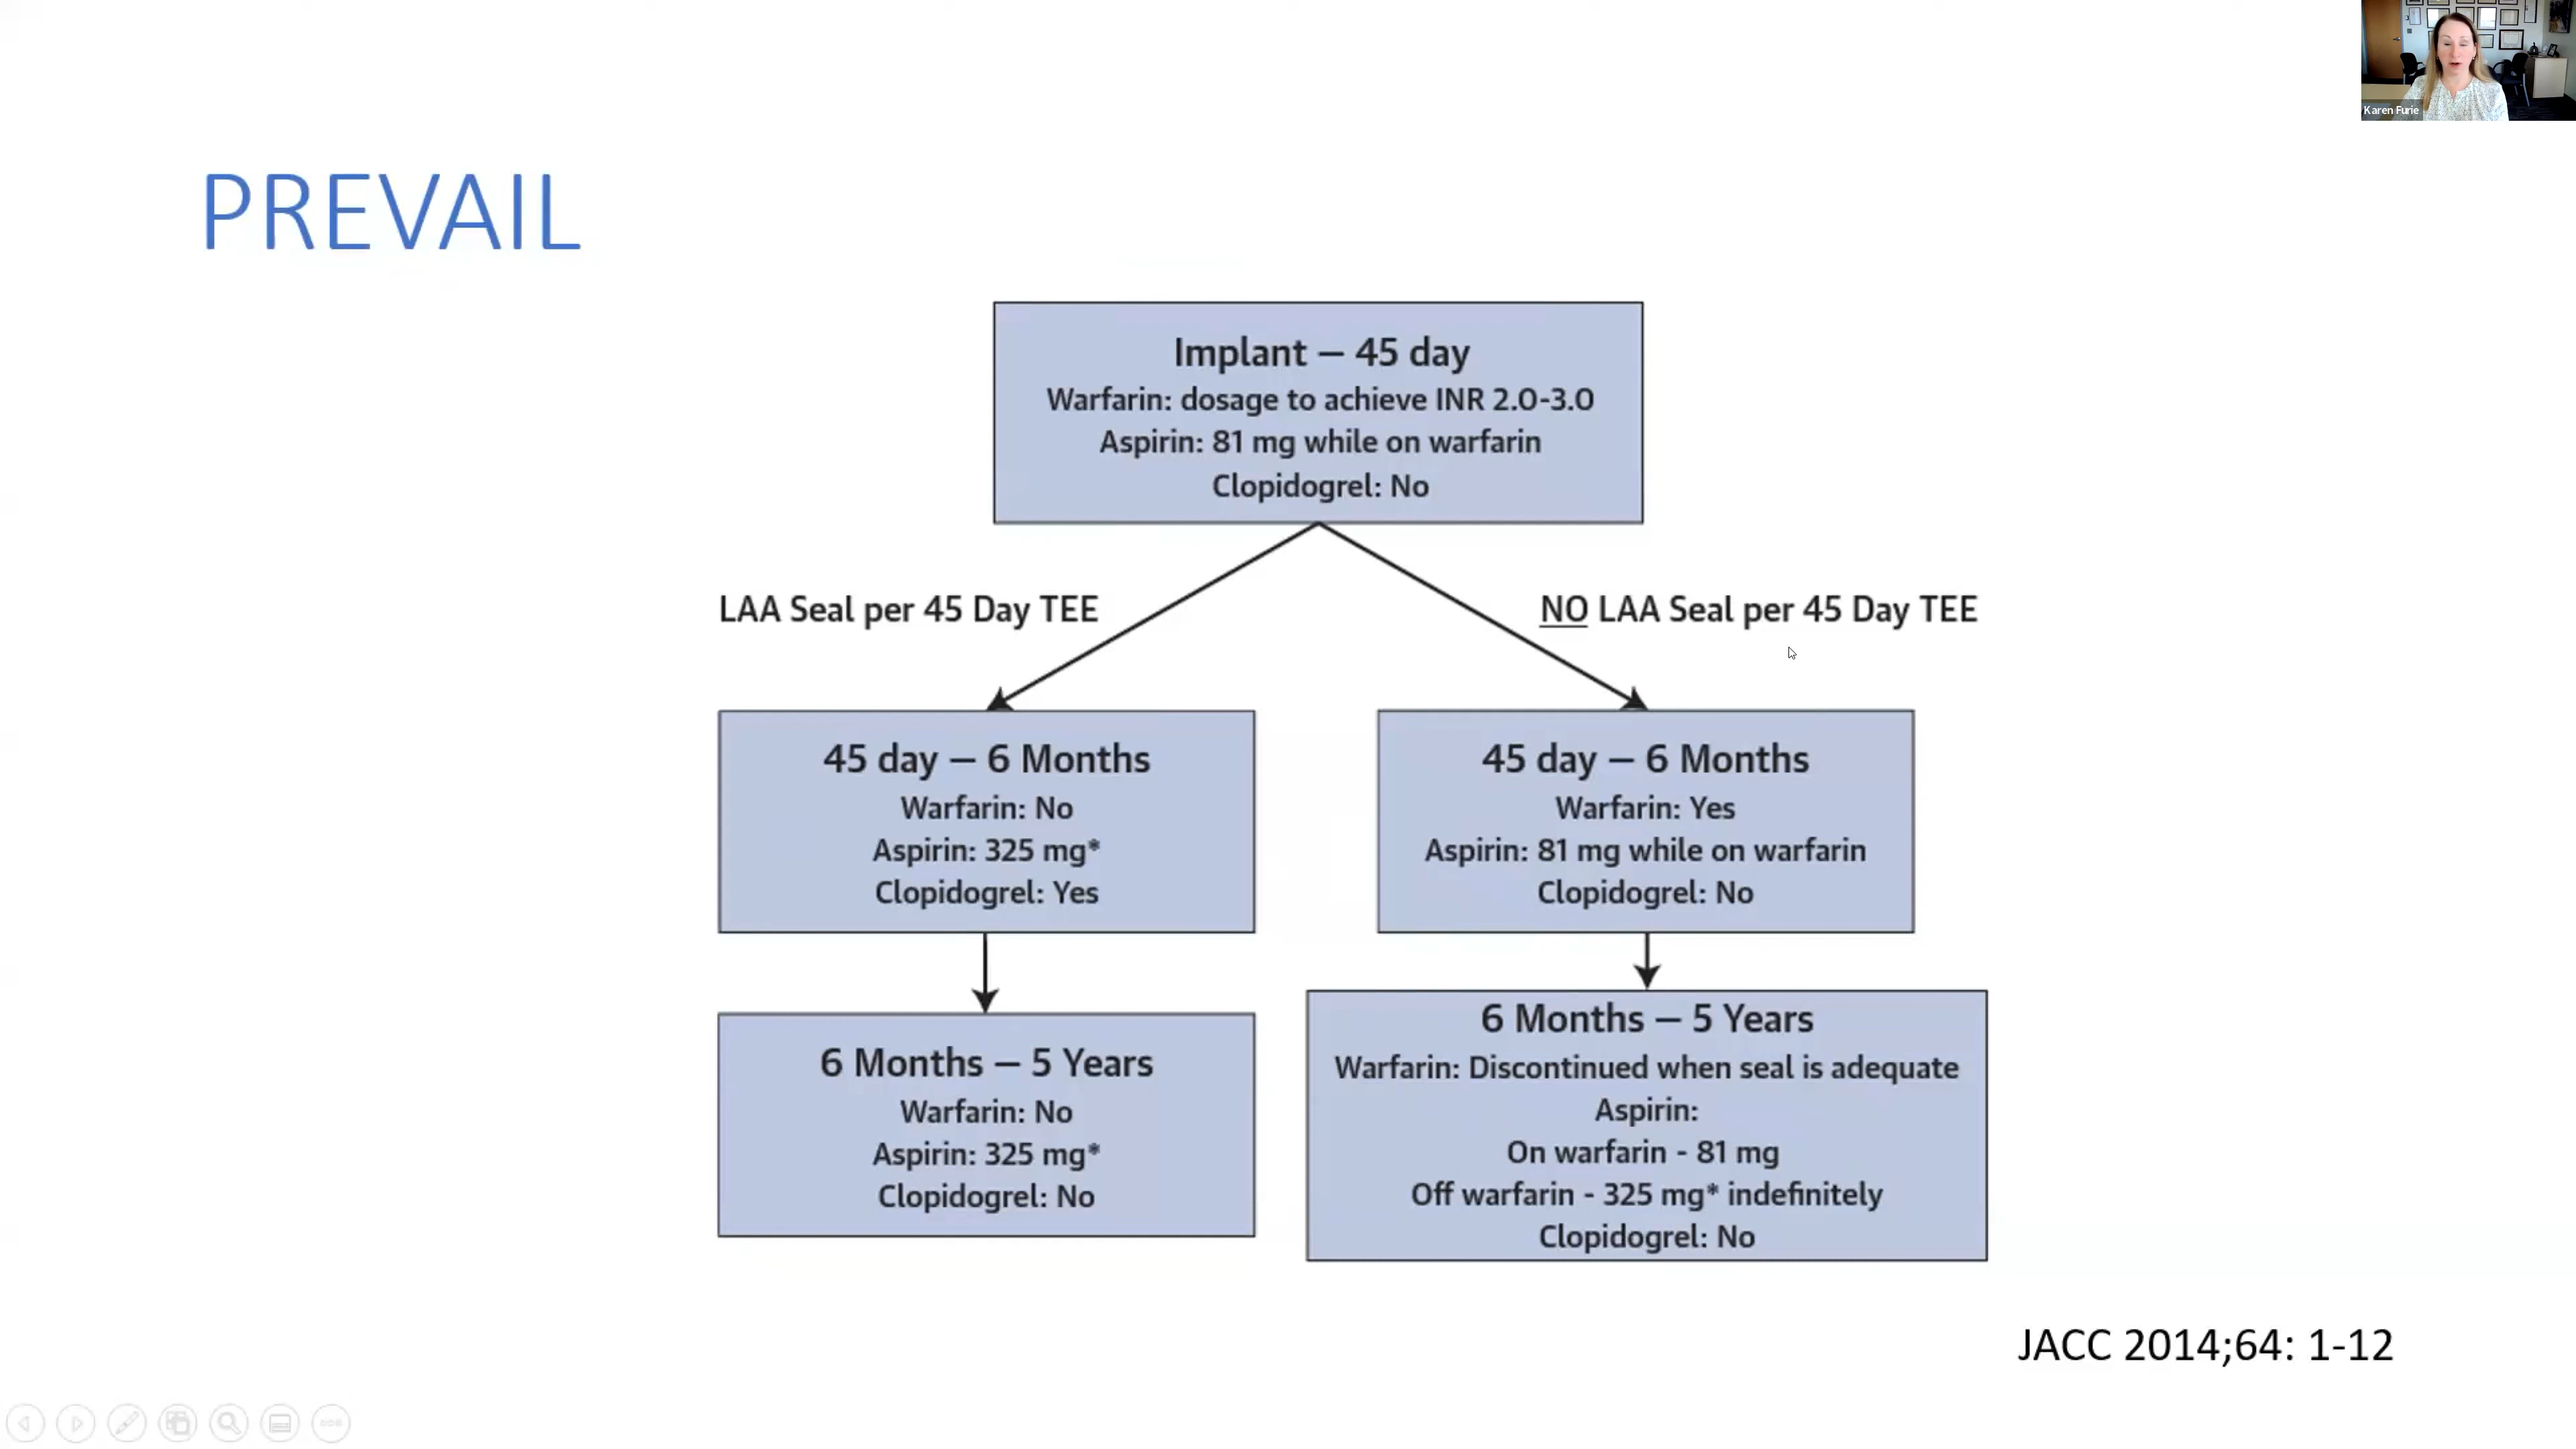 Karen Furie
PREVAIL
Implant – 45 day
Warfarin: dosage to achieve INR 2.0-3.0
Aspirin: 81 mg while on warfarin
Clopidogrel: No
LAA Seal per 45 Day TEE
NO LAA Seal per 45 Day TEE
45 day – 6 Months
Warfarin: No
Aspirin: 325 mg*
Clopidogrel: Yes
45 day – 6 Months
Warfarin: Yes
Aspirin: 81 mg while on warfarin
Clopidogrel: No
6 Months – 5 Years
Warfarin: No
Aspirin: 325 mg*
Clopidogrel: No
6 Months – 5 Years
Warfarin: Discontinued when seal is adequate
Aspirin:
On warfarin - 81 mg
Off warfarin - 325 mg* indefinitely
Clopidogrel: No
JACC 2014;64: 1-12